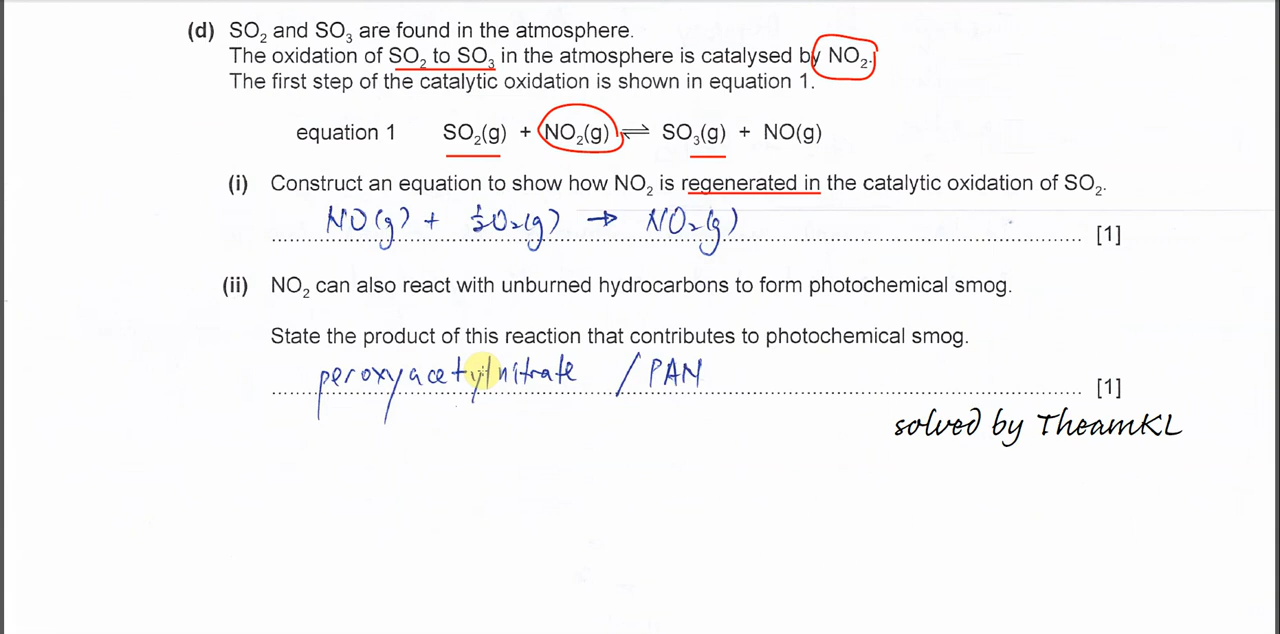 (d) SO₂ and SO₃ are found in the atmosphere.
The oxidation of SO₂ to SO₃ in the atmosphere is catalysed by NO₂.
The first step of the catalytic oxidation is shown in equation 1.
equation 1 SO₂(g) + NO₂(g) ⇌ SO₃(g) + NO(g)
(i) Construct an equation to show how NO₂ is regenerated in the catalytic oxidation of SO₂.
NO(g) + ½O₂(g) → NO₂(g)
[1]
(ii) NO₂ can also react with unburned hydrocarbons to form photochemical smog.
State the product of this reaction that contributes to photochemical smog.
peroxyacetylnitrate / PAN
[1]
solved by TheamKL